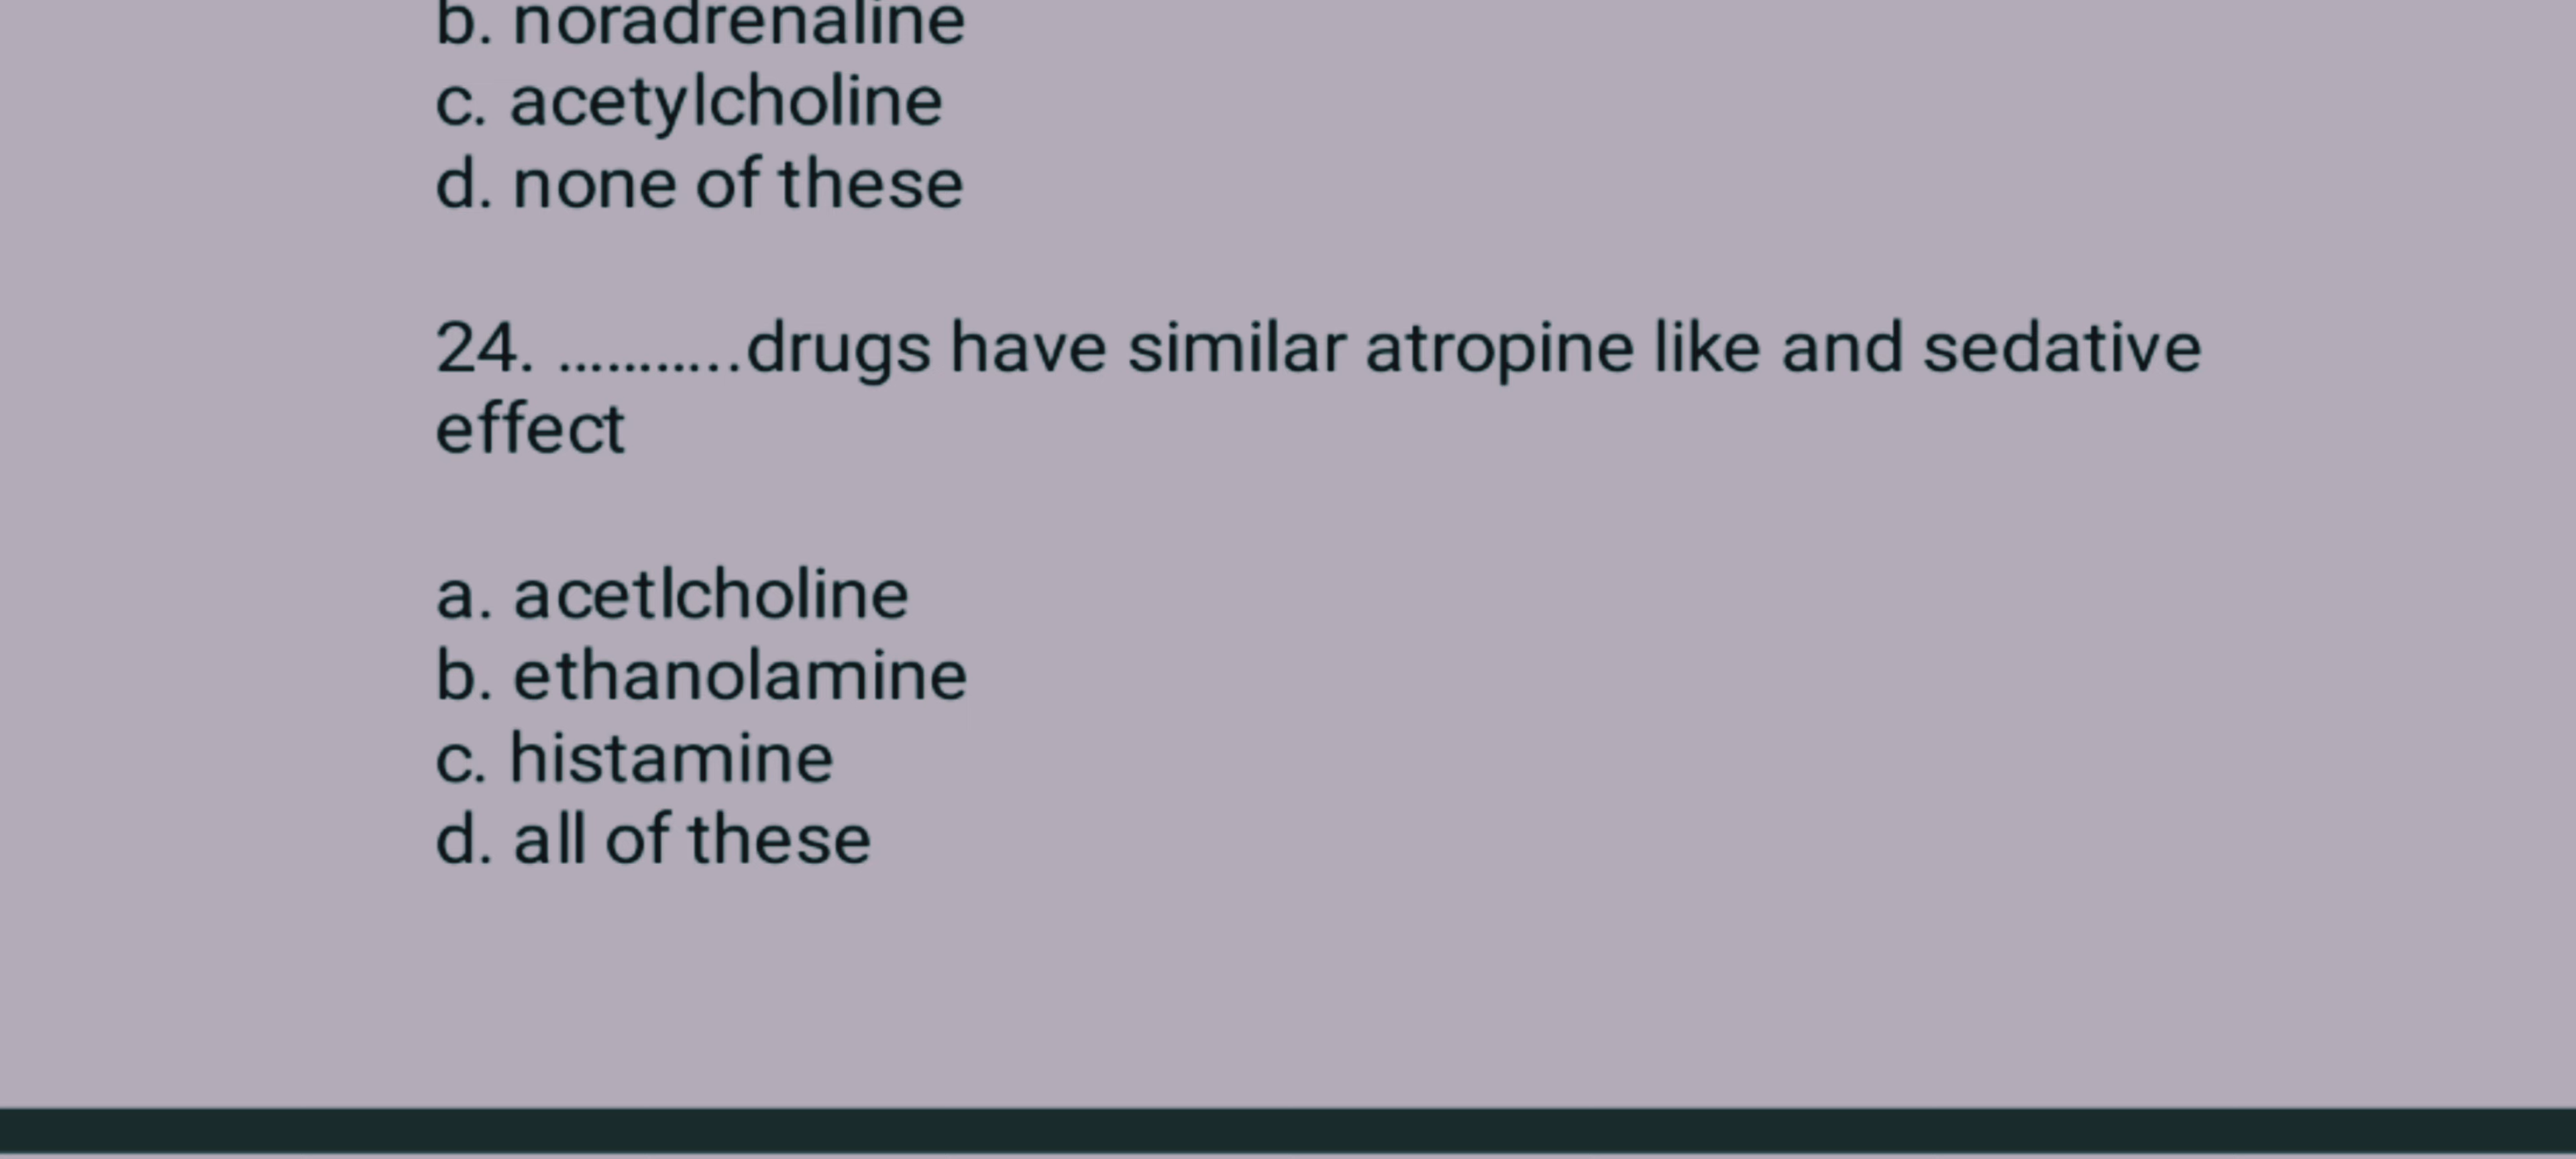 b. noradrenaline
c. acetylcholine
d. none of these
24. ...........drugs have similar atropine like and sedative
effect
a. acetlcholine
b. ethanolamine
c. histamine
d. all of these